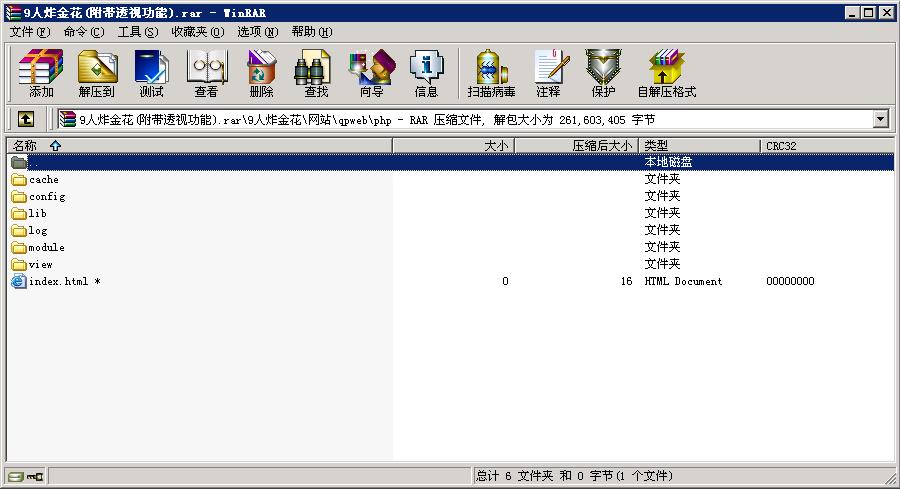 9人炸金花(附带透视功能).rar - WinRAR
文件(F) 命令(C) 工具(S) 收藏夹(O) 选项(N) 帮助(H)
添加 解压到 测试 查看 删除 查找 向导 信息 扫描病毒 注释 保护 自解压格式
9人炸金花(附带透视功能).rar\9人炸金花\网站\qpweb\php - RAR 压缩文件, 解包大小为 261,603,405 字节
名称 大小 压缩后大小 类型 CRC32
.. 本地磁盘
cache 文件夹
config 文件夹
lib 文件夹
log 文件夹
module 文件夹
view 文件夹
index.html * 0 16 HTML Document 00000000
总计 6 文件夹 和 0 字节(1 个文件)